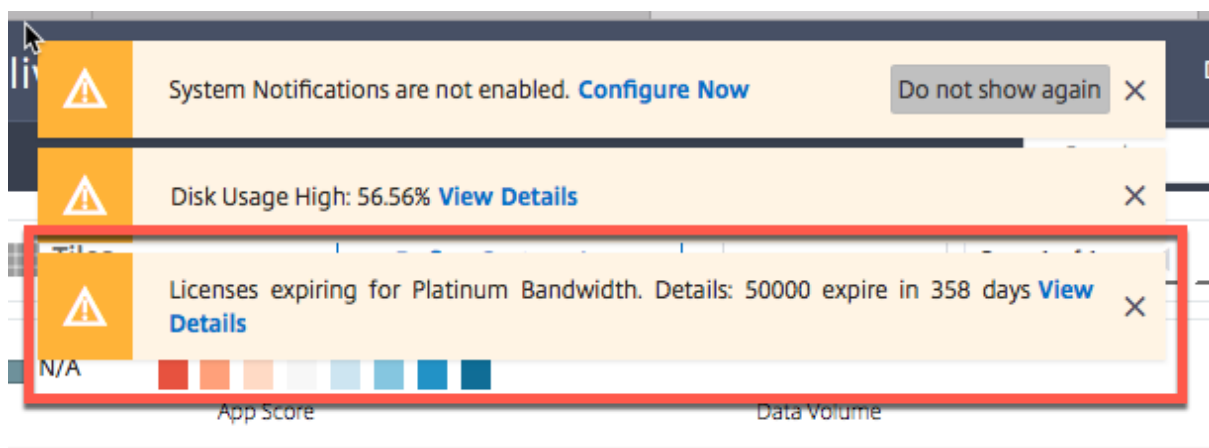 System Notifications are not enabled. Configure Now Do not show again
Disk Usage High: 56.56% View Details
Licenses expiring for Platinum Bandwidth. Details: 50000 expire in 358 days View
Details
N/A
App Score Data Volume